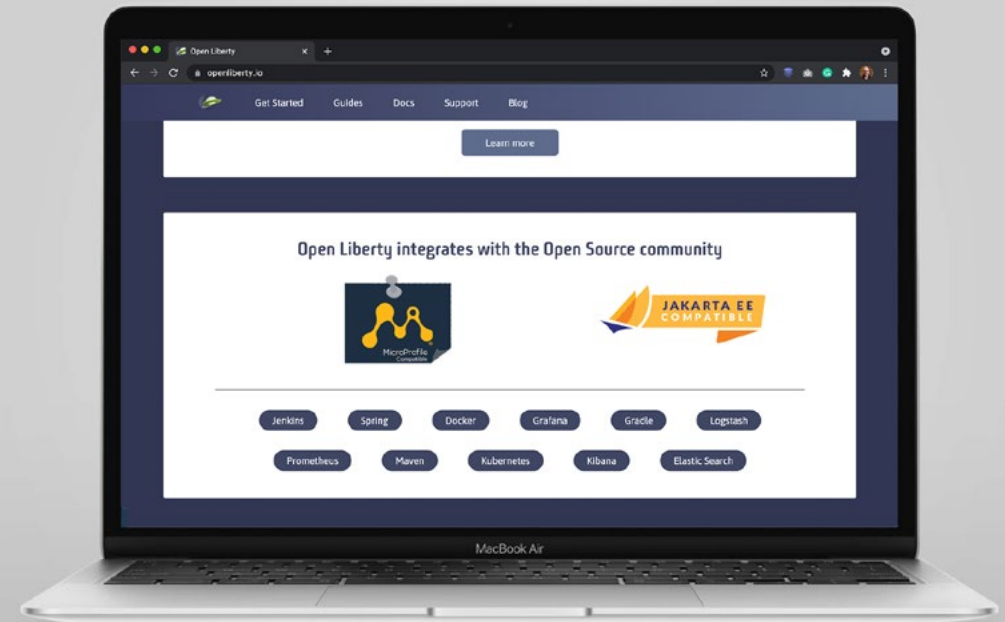 Open Liberty
openliberty.io
Get Started Guides Docs Support Blog
Learn more
Open Liberty integrates with the Open Source community
MicroProfile
Compatible
JAKARTA EE
COMPATIBLE
Jenkins Spring Docker Grafana Gradle Logstash
Prometheus Maven Kubernetes Kibana Elastic Search
MacBook Air